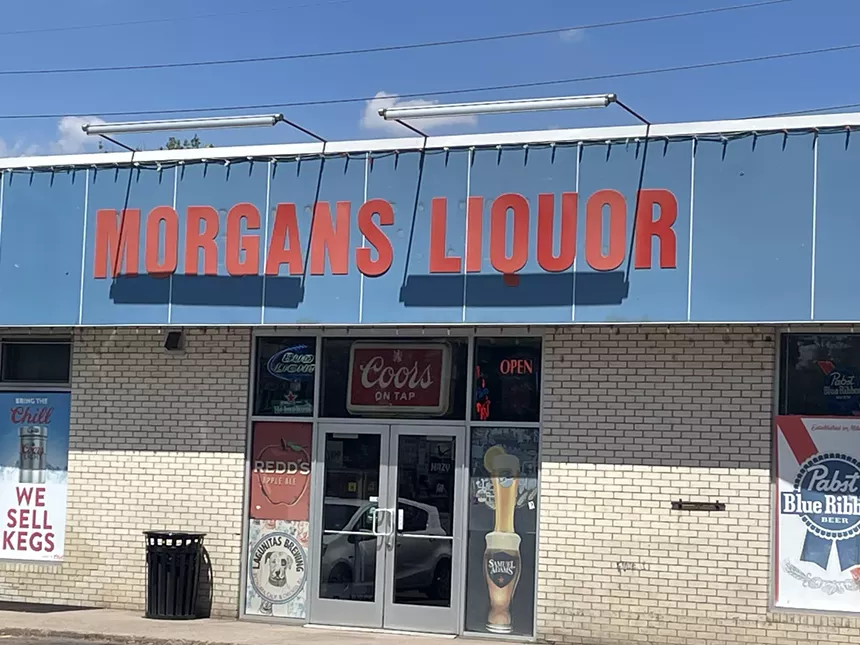 MORGANS LIQUOR
BUD
LIGHT
Coors
ON TAP
OPEN
Pabst
Blue Ribbon
BRING THE
Chill
WE
SELL
KEGS
REDD'S
APPLE ALE
LAGUNITAS BREWING
SAMUEL
ADAMS
Pabst
Blue Ribb
BEER